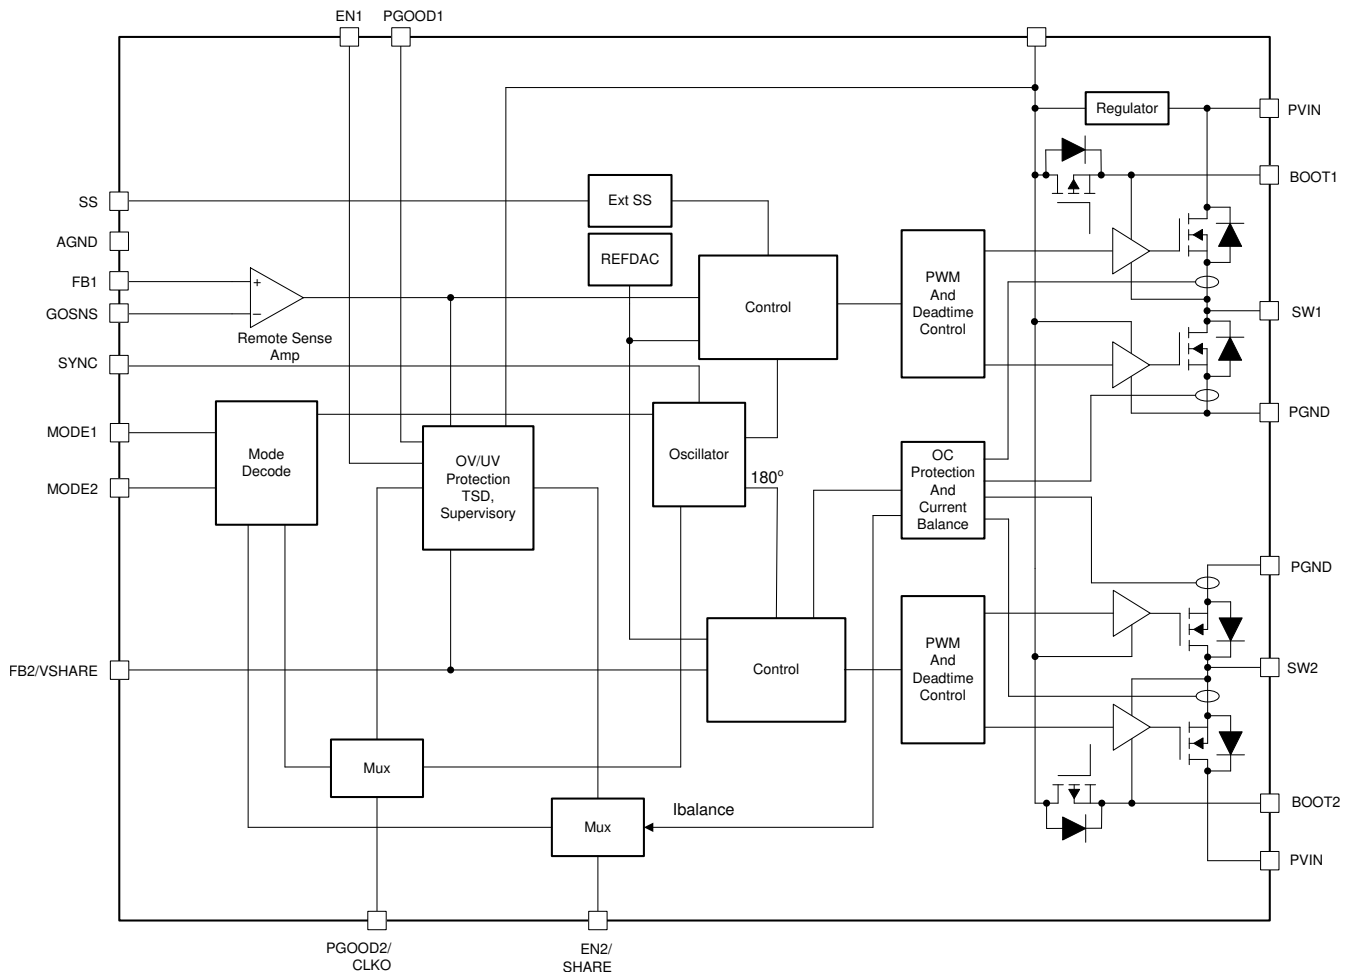 EN1
PGOOD1
Regulator
PVIN
BOOT1
SS
Ext SS
AGND
REFDAC
FB1
+
GOSNS
–
Remote Sense
Amp
Control
PWM
And
Deadtime
Control
SW1
SYNC
PGND
MODE1
MODE2
Mode
Decode
OV/UV
Protection
TSD,
Supervisory
Oscillator
180°
OC
Protection
And
Current
Balance
PGND
FB2/VSHARE
Control
PWM
And
Deadtime
Control
SW2
Mux
Mux
Ibalance
BOOT2
PVIN
PGOOD2/
CLKO
EN2/
SHARE